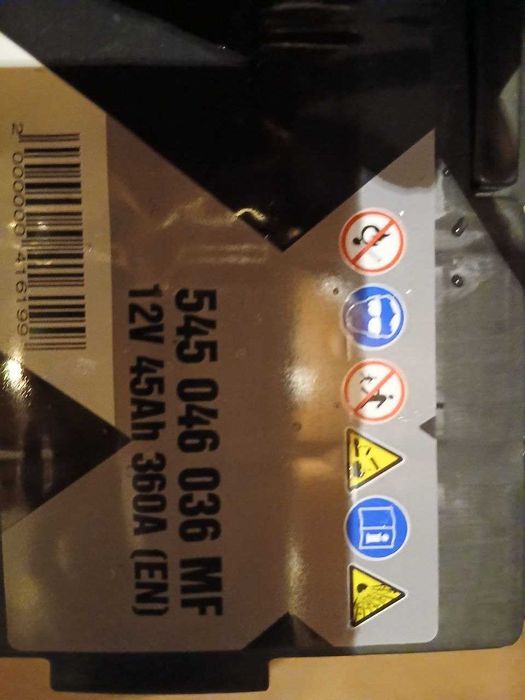 545 046 036 MF
12V 45Ah 360A (EN)
2 000000 416199